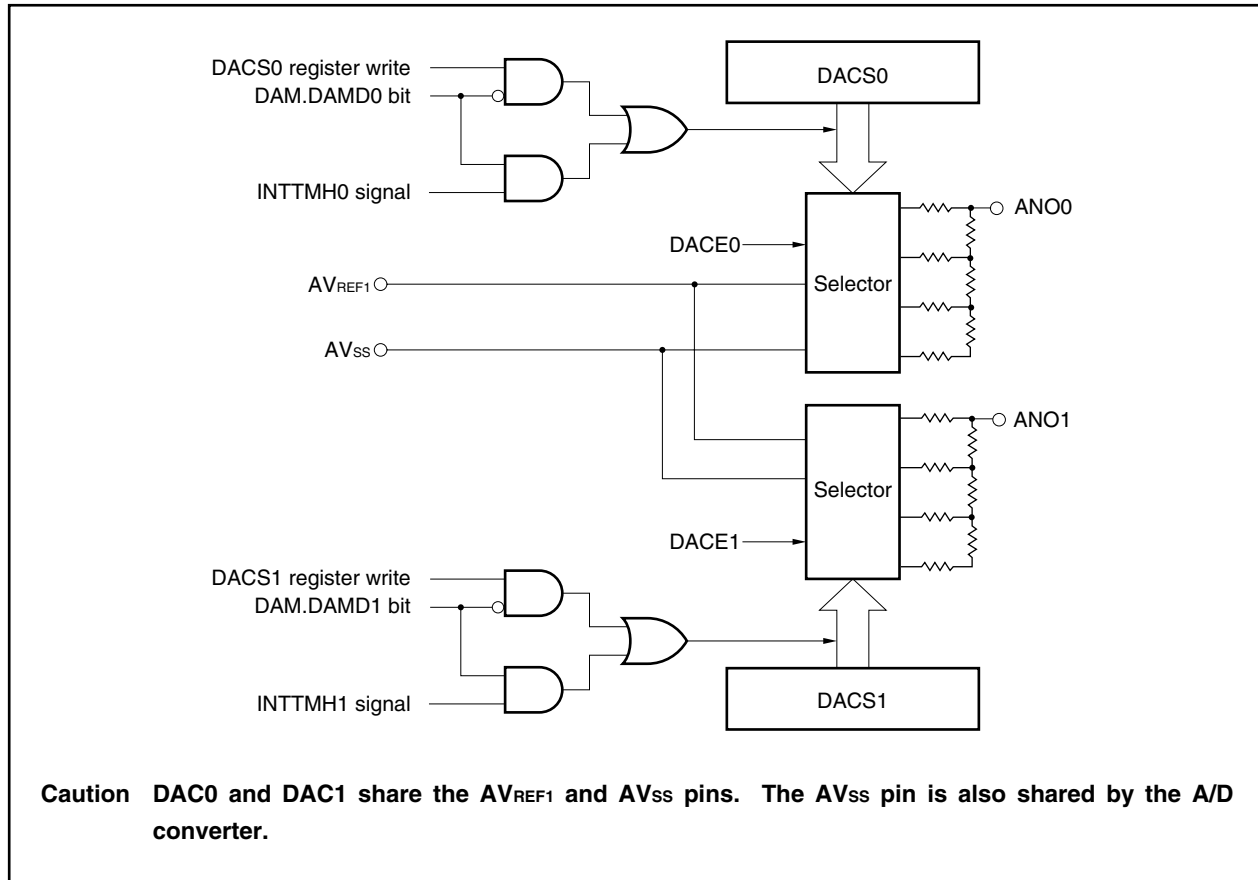 DACS0 register write
DAM.DAMD0 bit
INTTMH0 signal
DACS0
DACE0
AVREF1
AVSS
Selector
ANO0
Selector
ANO1
DACE1
DACS1 register write
DAM.DAMD1 bit
INTTMH1 signal
DACS1
Caution DAC0 and DAC1 share the AVREF1 and AVSS pins. The AVSS pin is also shared by the A/D
converter.